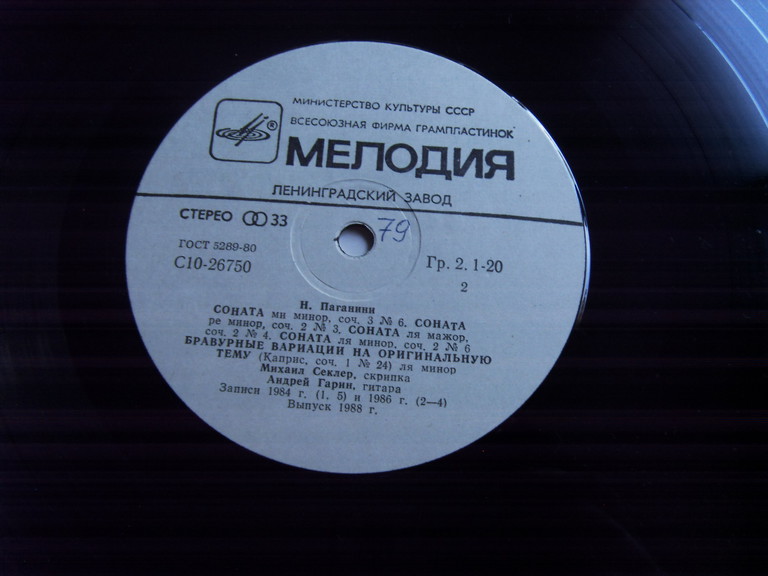 МИНИСТЕРСТВО КУЛЬТУРЫ СССР
ВСЕСОЮЗНАЯ ФИРМА ГРАМПЛАСТИНОК
®
МЕЛОДИЯ
ЛЕНИНГРАДСКИЙ ЗАВОД
СТЕРЕО 33
79
ГОСТ 5289-80
С10-26750
Гр. 2. 1-20
2
Н. Паганини
СОНАТА ми минор, соч. 3 № 6. СОНАТА
ре минор, соч. 2 № 3. СОНАТА ля мажор,
соч. 2 № 4. СОНАТА ля минор, соч. 2 № 6
БРАВУРНЫЕ ВАРИАЦИИ НА ОРИГИНАЛЬНУЮ
ТЕМУ (Каприс, соч. 1 № 24) ля минор
Михаил Секлер, скрипка
Андрей Гарин, гитара
Записи 1984 г. (1, 5) и 1986 г. (2—4)
Выпуск 1988 г.